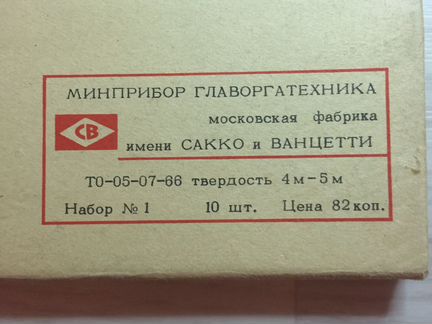 МИНПРИБОР ГЛАВОРГАТЕХНИКА
СВ
московская фабрика
имени САККО и ВАНЦЕТТИ
ТО-05-07-66 твердость 4м-5м
Набор №1 10 шт. Цена 82коп.